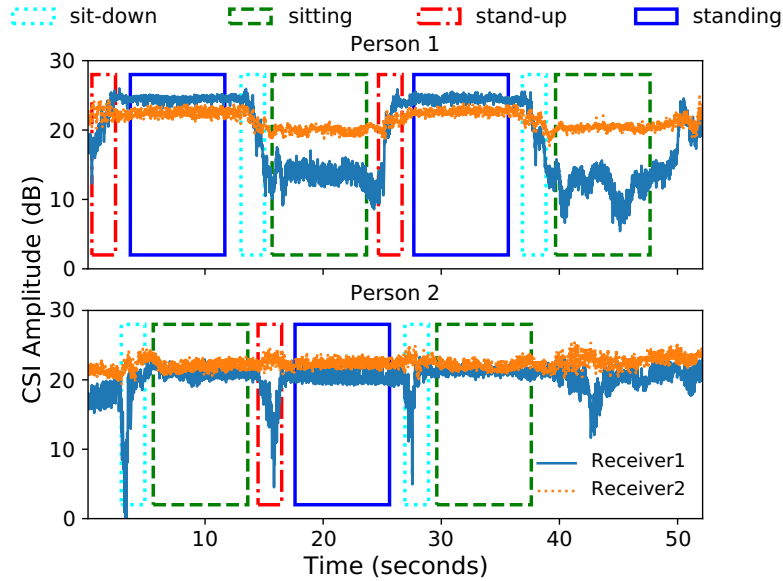 sit-down sitting stand-up standing
Person 1
30
20
10
0
Person 2
30
20
10
0
CSI Amplitude (dB)
Receiver1
Receiver2
10 20 30 40 50
Time (seconds)